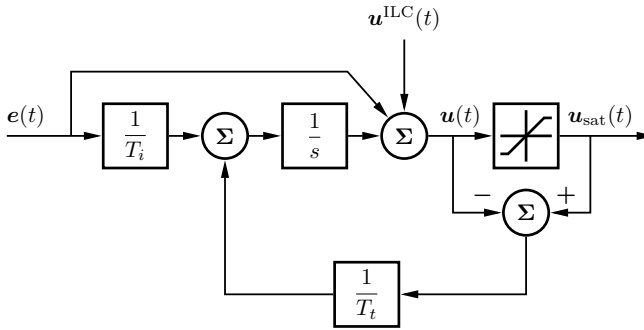 u^ILC(t)
e(t)
1/T_i
Σ
1/s
Σ
u(t)
u_sat(t)
−
+
Σ
1/T_t